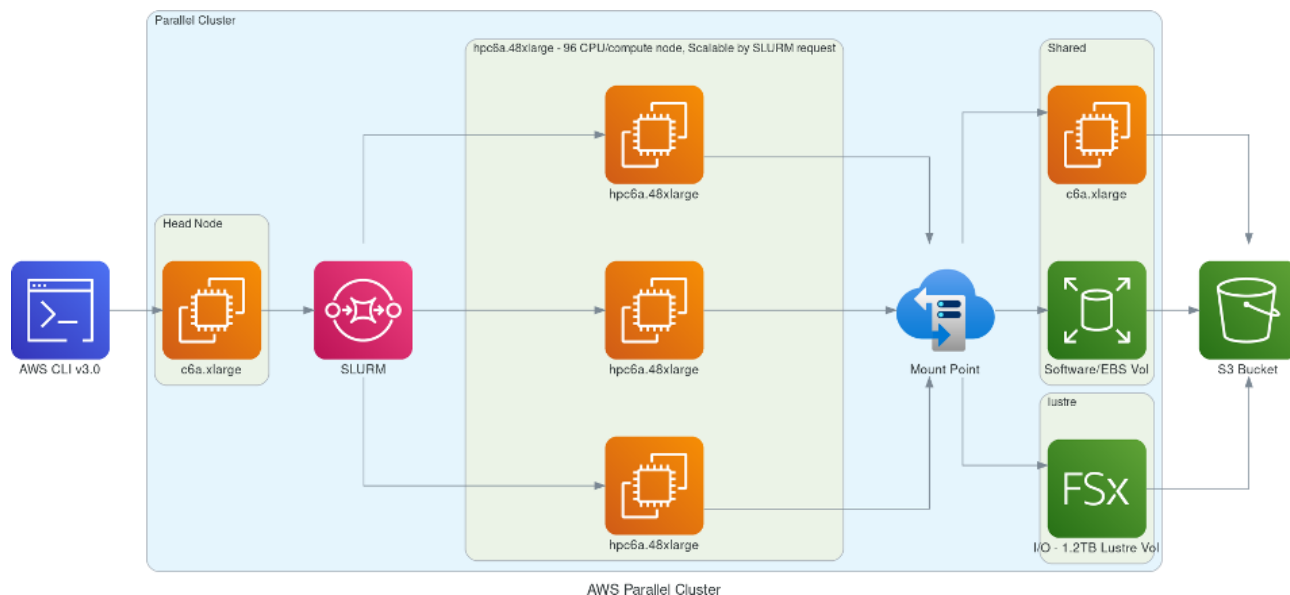 Parallel Cluster
hpc6a.48xlarge - 96 CPU/compute node, Scalable by SLURM request
Shared
hpc6a.48xlarge
c6a.xlarge
Head Node
AWS CLI v3.0
c6a.xlarge
SLURM
hpc6a.48xlarge
Mount Point
Software/EBS Vol
S3 Bucket
lustre
FSx
hpc6a.48xlarge
I/O - 1.2TB Lustre Vol
AWS Parallel Cluster